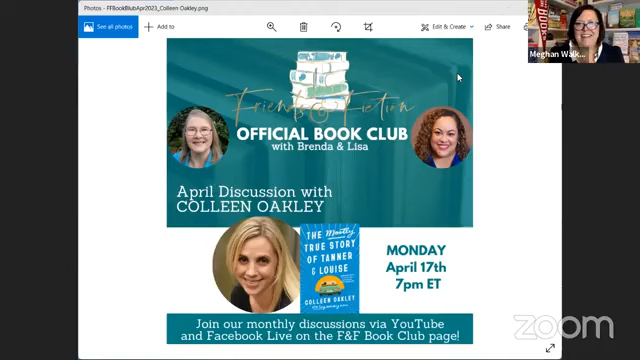 Photos - FFBookBlubApr2023_Colleen Oakley.png
See all photos
Add to
Edit & Create
Share
Meghan Walk...
Friends & Fiction
OFFICIAL BOOK CLUB
with Brenda & Lisa
April Discussion with
COLLEEN OAKLEY
THE Mostly
TRUE STORY
OF TANNER
& LOUISE
COLLEEN OAKLEY
MONDAY
April 17th
7pm ET
Join our monthly discussions via YouTube
and Facebook Live on the F&F Book Club page!
zoom